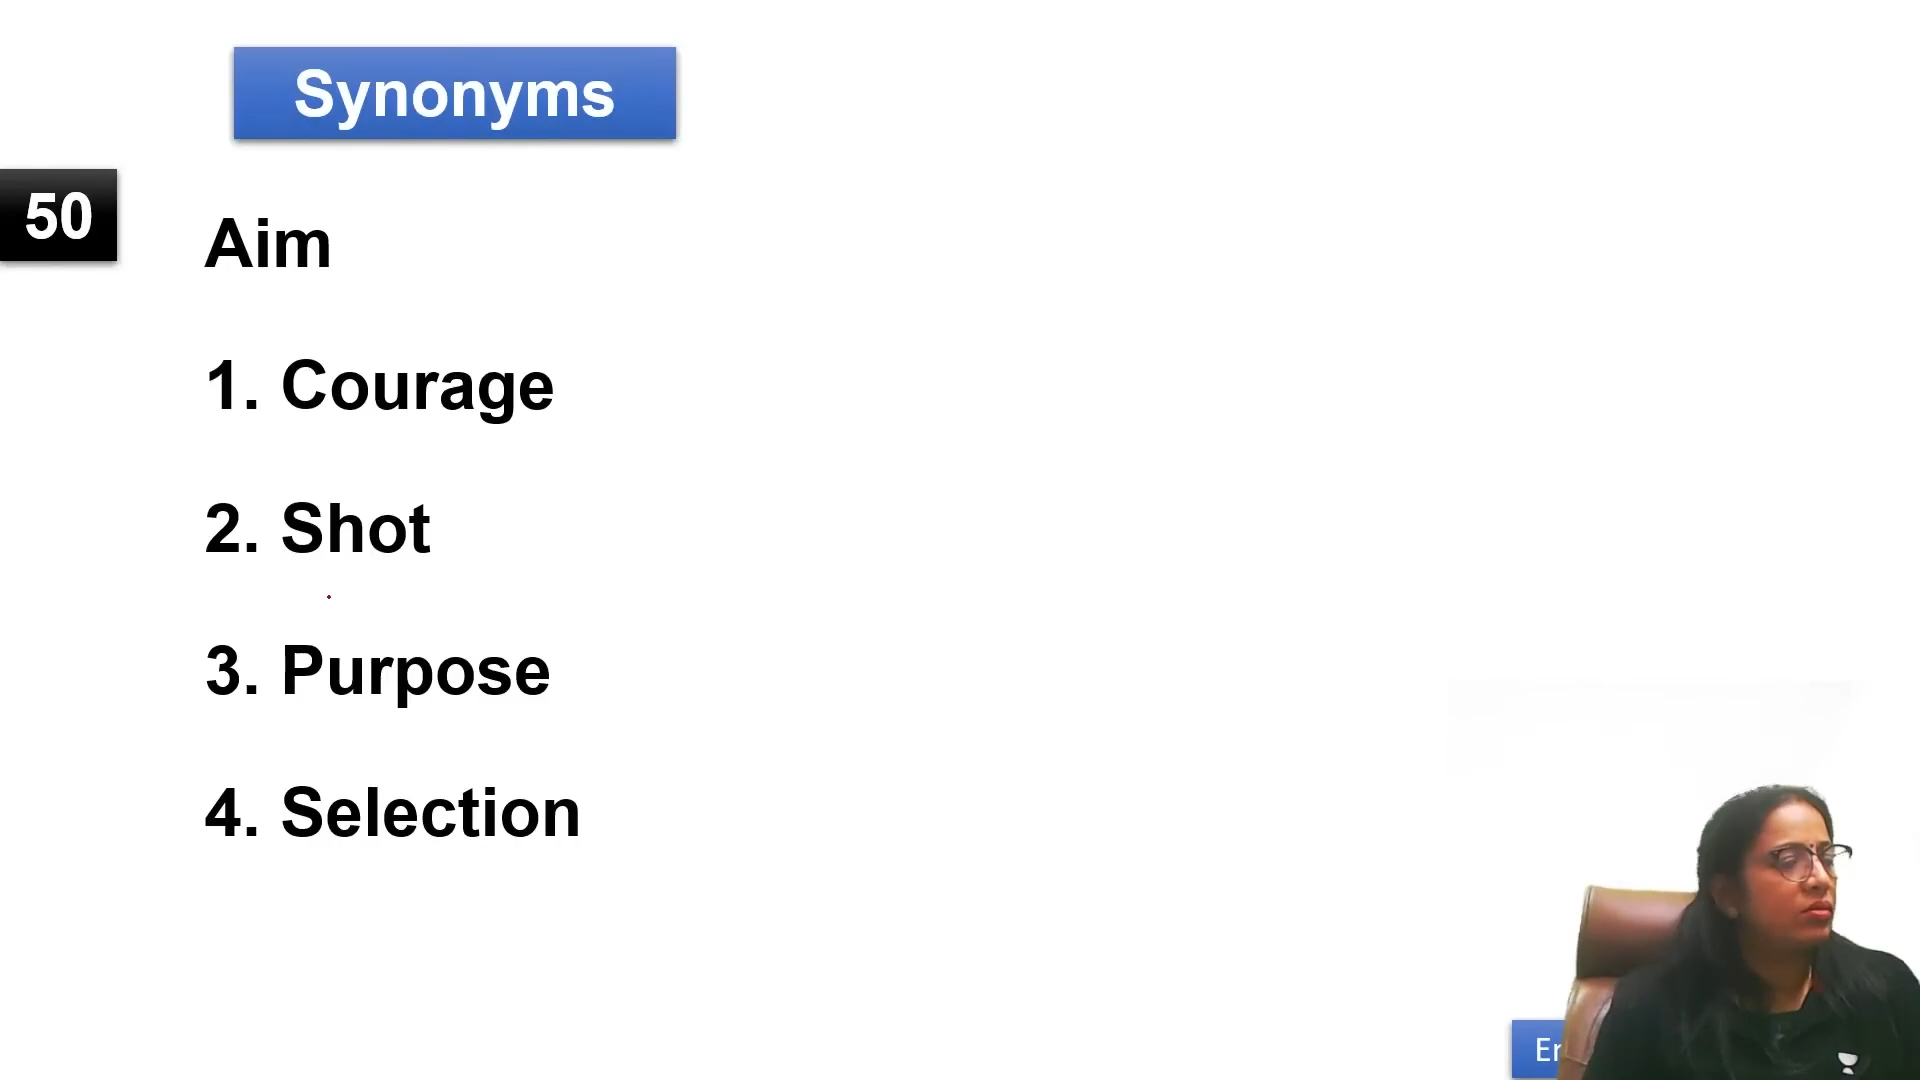 Synonyms
50
Aim
1. Courage
2. Shot
3. Purpose
4. Selection